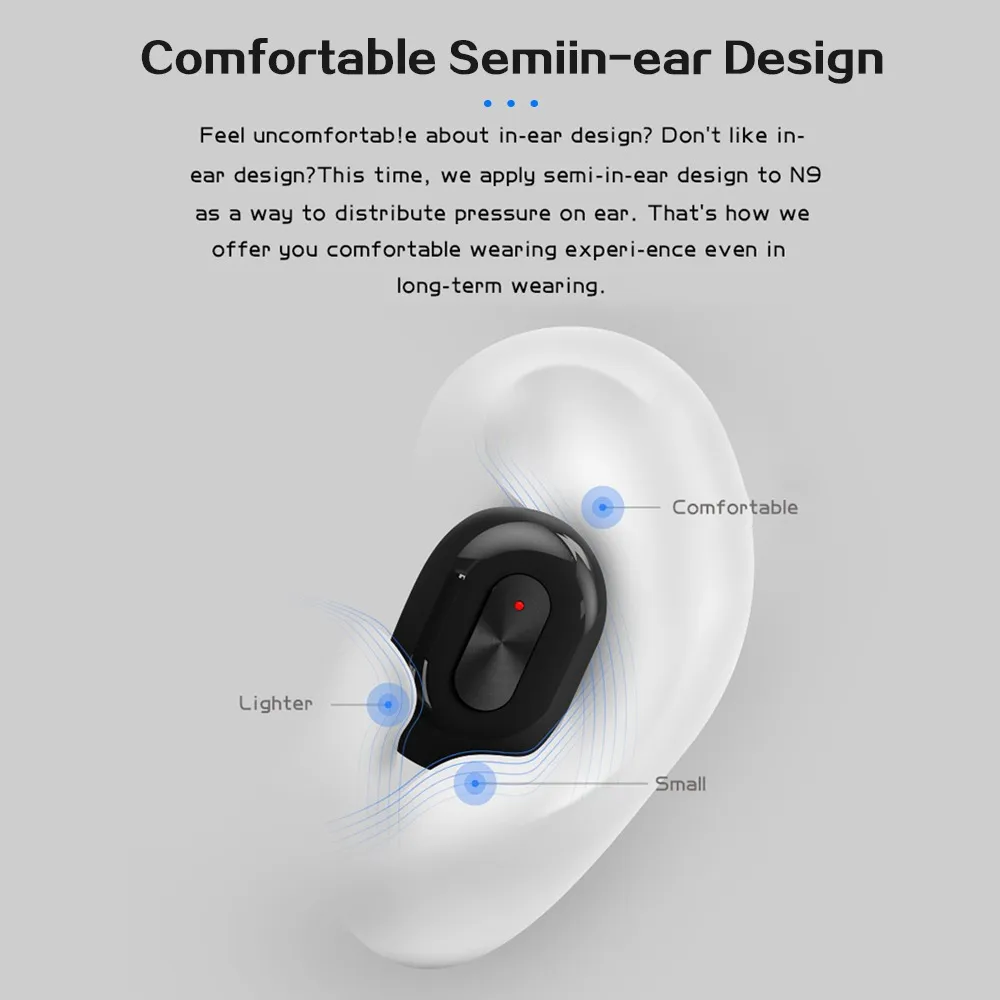 Comfortable Semiin-ear Design
Feel uncomfortab!e about in-ear design? Don't like in-
ear design?This time, we apply semi-in-ear design to N9
as a way to distribute pressure on ear. That's how we
offer you comfortable wearing experi-ence even in
long-term wearing.
Comfortable
Lighter
Small